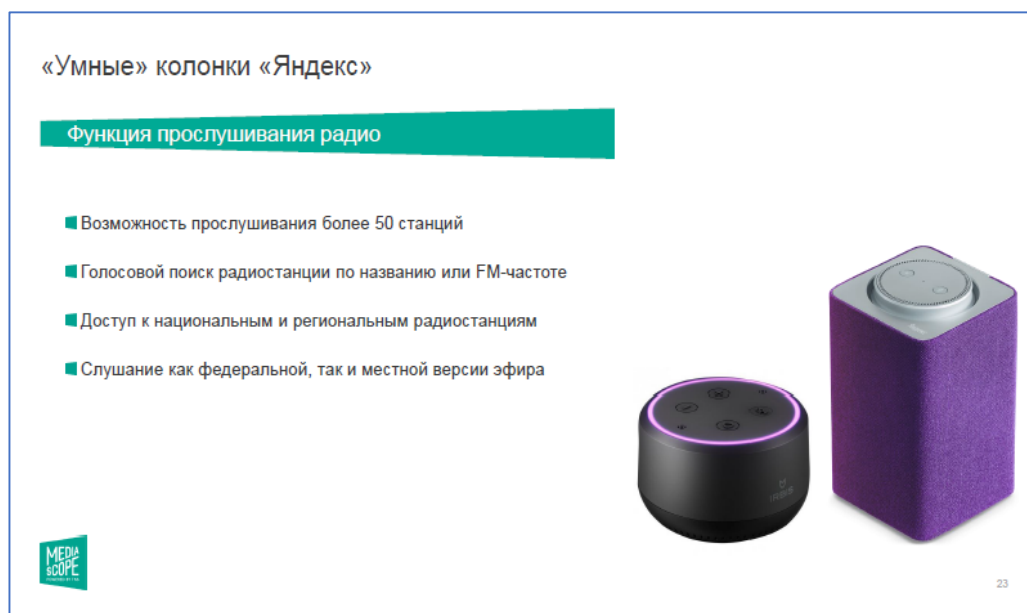 «Умные» колонки «Яндекс»
Функция прослушивания радио
Возможность прослушивания более 50 станций
Голосовой поиск радиостанции по названию или FM-частоте
Доступ к национальным и региональным радиостанциям
Слушание как федеральной, так и местной версии эфира
MEDIA
SCOPE
23